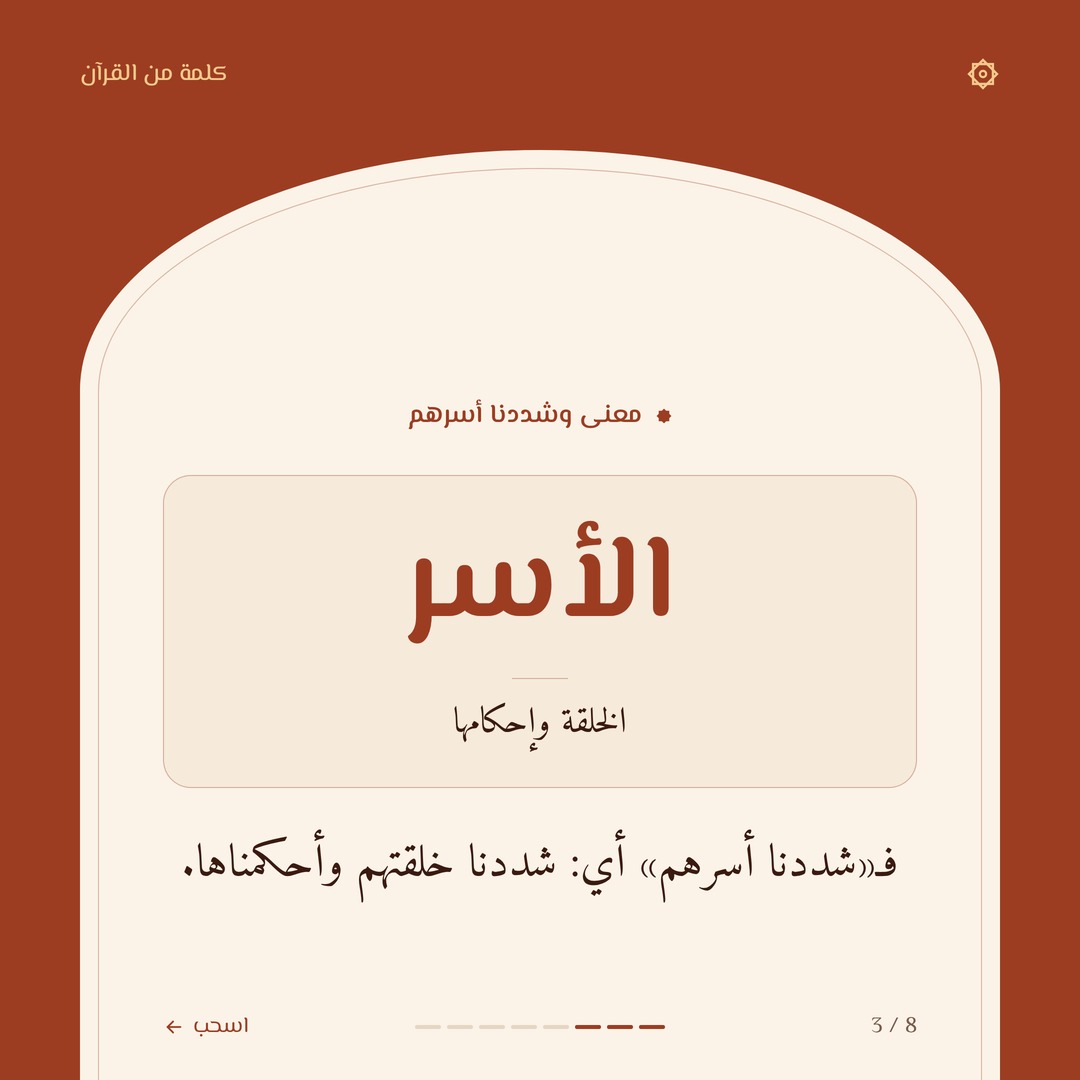 كلمة من القرآن
معنى وشددنا أسرهم
الأسر
الخلقة وإحكامها
فـ«شددنا أسرهم» أي: شددنا خلقتهم وأحكمناها.
3 / 8
اسحب ←